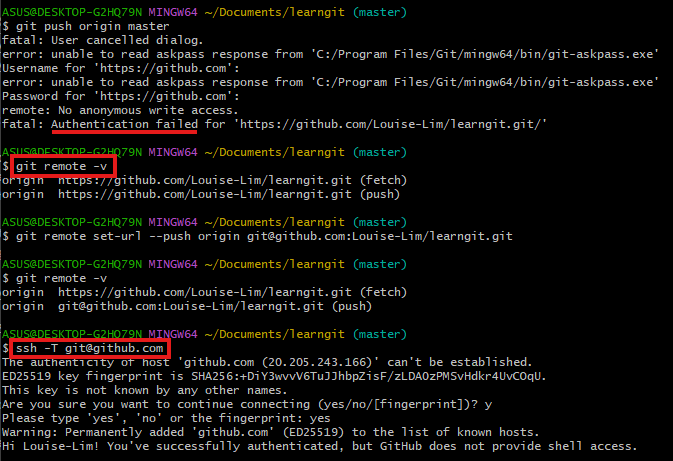 ASUS@DESKTOP-G2HQ79N MINGW64 ~/Documents/learngit (master)
$ git push origin master
fatal: User cancelled dialog.
error: unable to read askpass response from 'C:/Program Files/Git/mingw64/bin/git-askpass.exe'
Username for 'https://github.com':
error: unable to read askpass response from 'C:/Program Files/Git/mingw64/bin/git-askpass.exe'
Password for 'https://github.com':
remote: No anonymous write access.
fatal: Authentication failed for 'https://github.com/Louise-Lim/learngit.git/'
ASUS@DESKTOP-G2HQ79N MINGW64 ~/Documents/learngit (master)
$ git remote -v
origin  https://github.com/Louise-Lim/learngit.git (fetch)
origin  https://github.com/Louise-Lim/learngit.git (push)
ASUS@DESKTOP-G2HQ79N MINGW64 ~/Documents/learngit (master)
$ git remote set-url --push origin git@github.com:Louise-Lim/learngit.git
ASUS@DESKTOP-G2HQ79N MINGW64 ~/Documents/learngit (master)
$ git remote -v
origin  https://github.com/Louise-Lim/learngit.git (fetch)
origin  git@github.com:Louise-Lim/learngit.git (push)
ASUS@DESKTOP-G2HQ79N MINGW64 ~/Documents/learngit (master)
$ ssh -T git@github.com
The authenticity of host 'github.com (20.205.243.166)' can't be established.
ED25519 key fingerprint is SHA256:+DiY3wvvV6TuJJhbpZisF/zLDA0zPMSvHdkr4UvCOqU.
This key is not known by any other names.
Are you sure you want to continue connecting (yes/no/[fingerprint])? y
Please type 'yes', 'no' or the fingerprint: yes
Warning: Permanently added 'github.com' (ED25519) to the list of known hosts.
Hi Louise-Lim! You've successfully authenticated, but GitHub does not provide shell access.